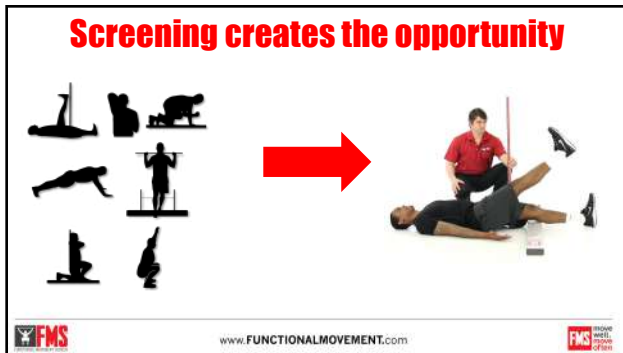 Screening creates the opportunity
FMS
www.FUNCTIONALMOVEMENT.com
FMS
move
well.
move
often